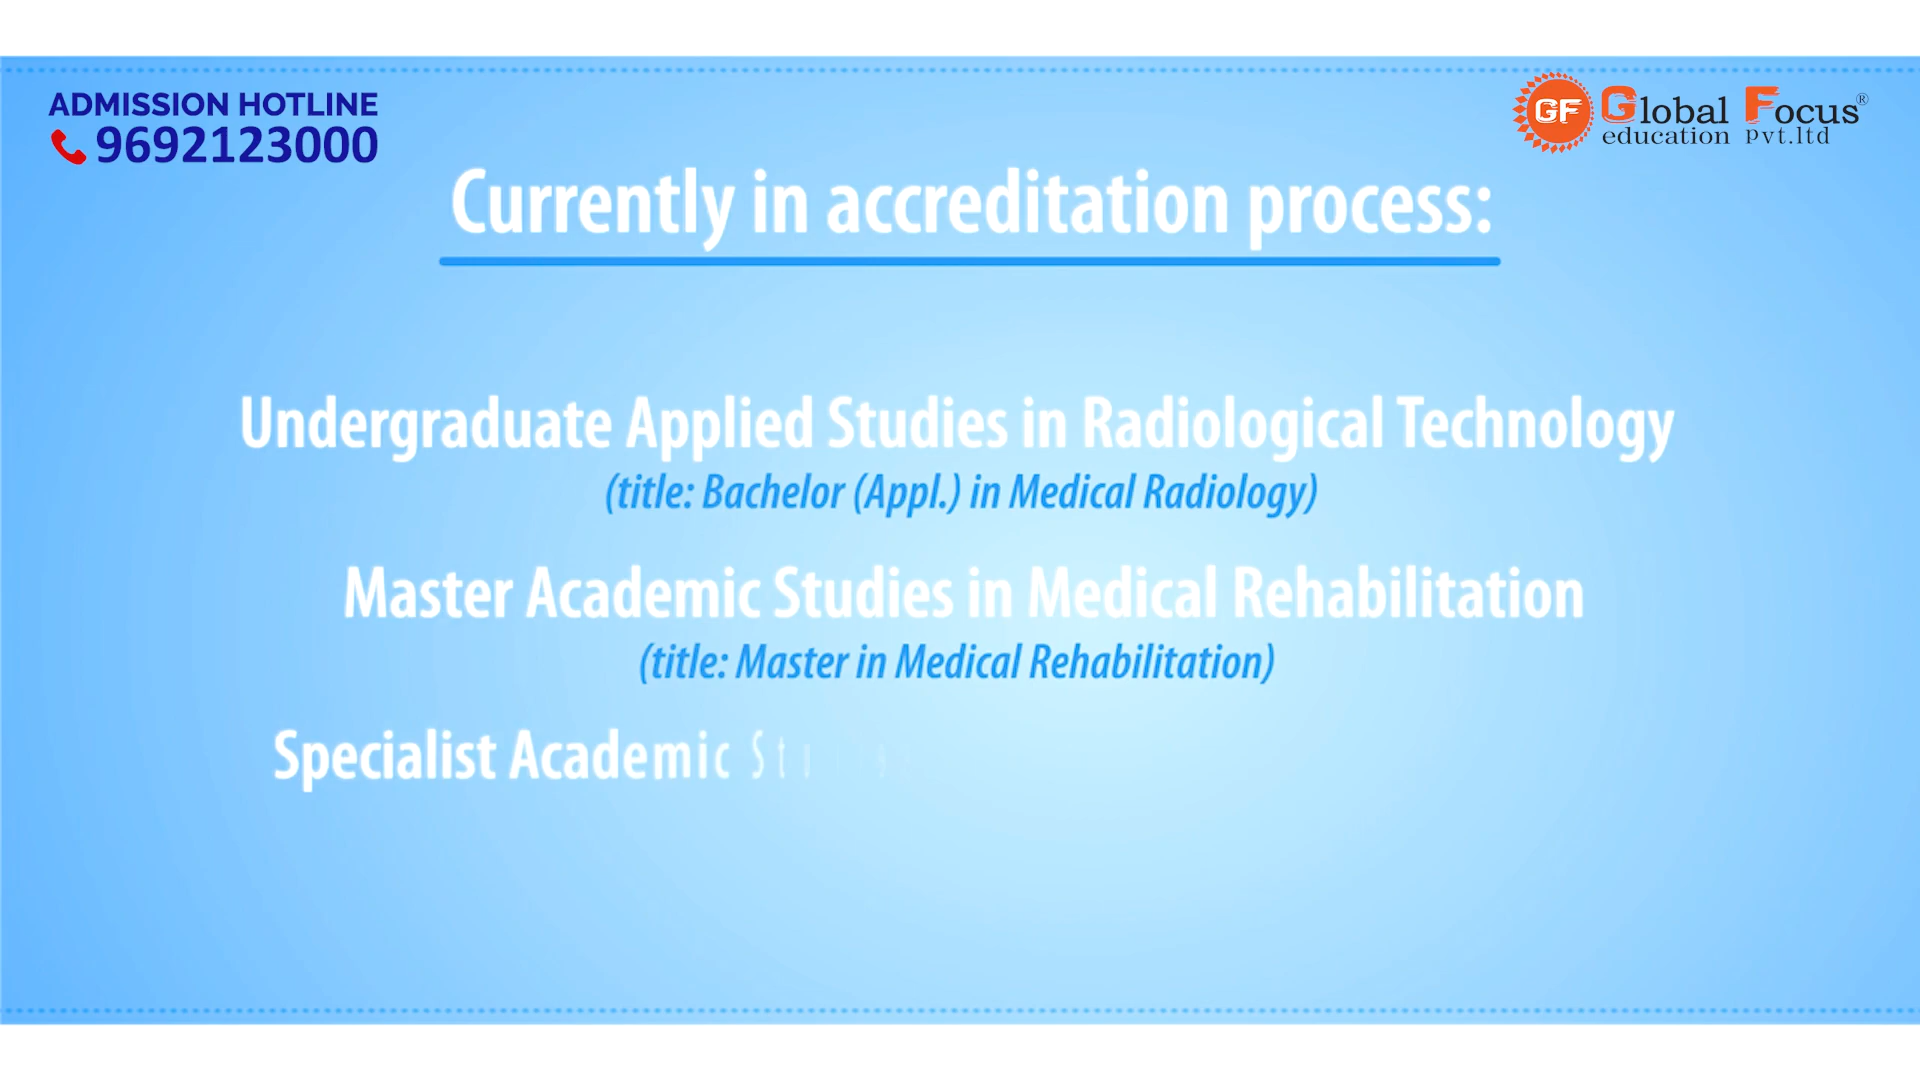 ADMISSION HOTLINE
9692123000
GF Global Focus®
education pvt.ltd
Currently in accreditation process:
Undergraduate Applied Studies in Radiological Technology
(title: Bachelor (Appl.) in Medical Radiology)
Master Academic Studies in Medical Rehabilitation
(title: Master in Medical Rehabilitation)
Specialist Academic